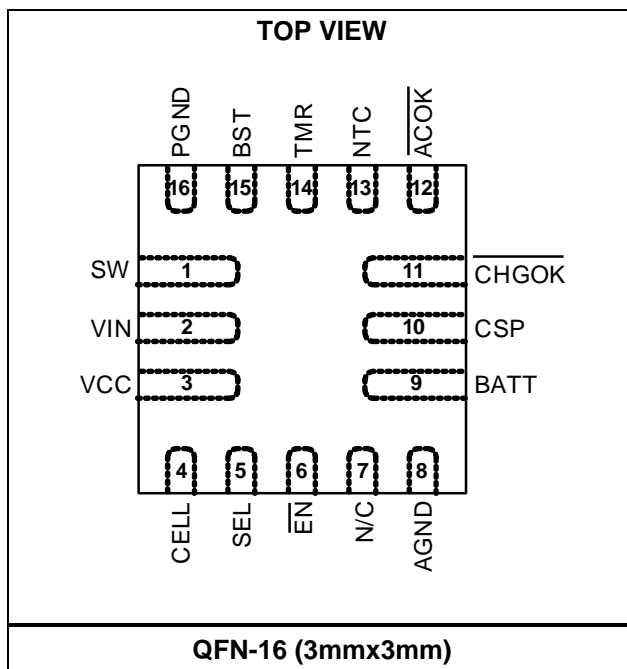 TOP VIEW
PGND BST TMR NTC ACOK
16 15 14 13 12
SW 1 11 CHGOK
VIN 2 10 CSP
VCC 3 9 BATT
4 5 6 7 8
CELL SEL EN N/C AGND
QFN-16 (3mmx3mm)